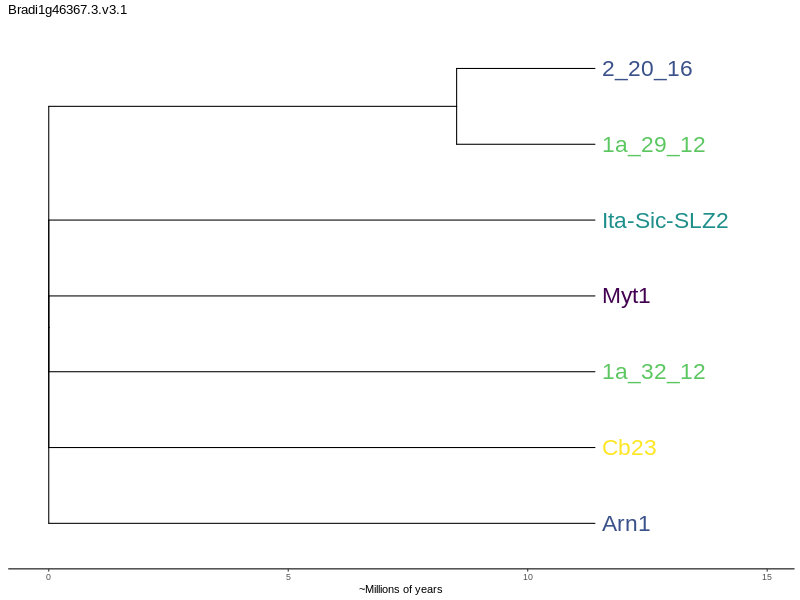 Bradi1g46367.3.v3.1
2_20_16
1a_29_12
Ita-Sic-SLZ2
Myt1
1a_32_12
Cb23
Arn1
0 5 10 15
~Millions of years